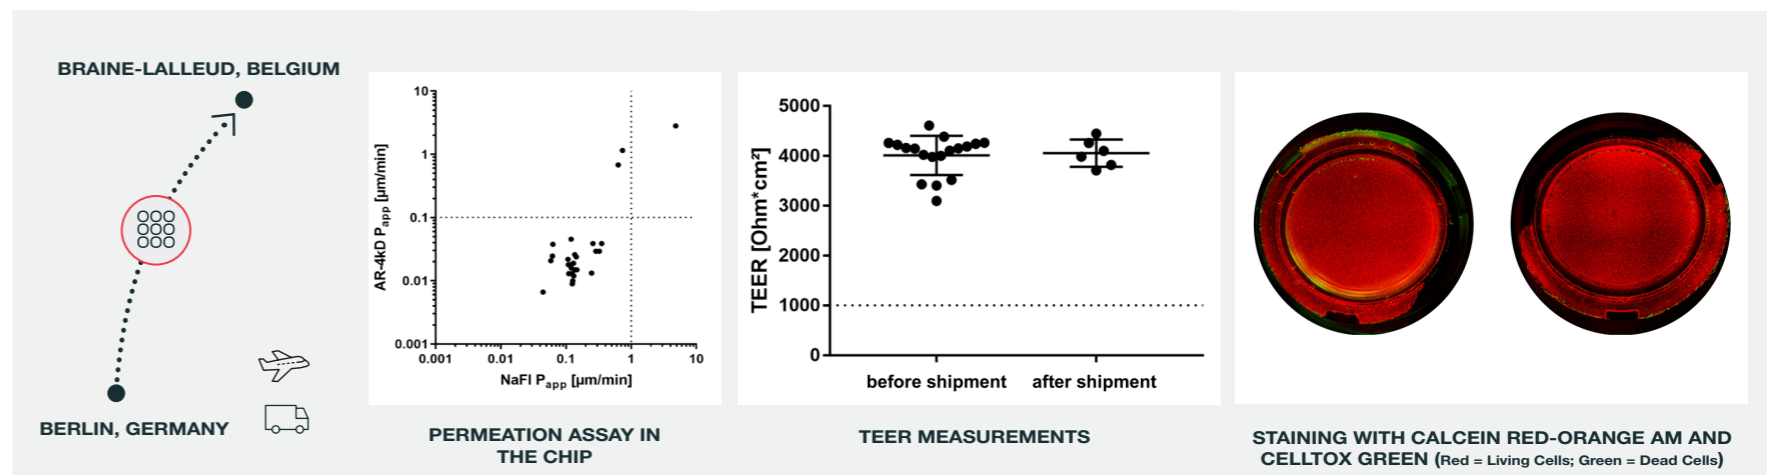 BRAINE-LALLEUD, BELGIUM
BERLIN, GERMANY
AR-4kD Papp [µm/min]
10
1
0.1
0.01
0.001
0.001
0.01
0.1
1
10
NaFl Papp [µm/min]
PERMEATION ASSAY IN
THE CHIP
TEER [Ohm*cm²]
5000
4000
3000
2000
1000
0
before shipment
after shipment
TEER MEASUREMENTS
STAINING WITH CALCEIN RED-ORANGE AM AND
CELLTOX GREEN (Red = Living Cells; Green = Dead Cells)